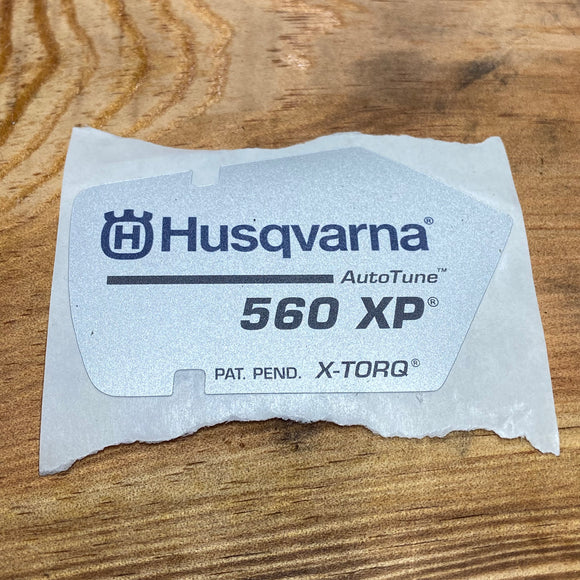 H Husqvarna®
AutoTune™
560 XP®
PAT. PEND. X-TORQ®